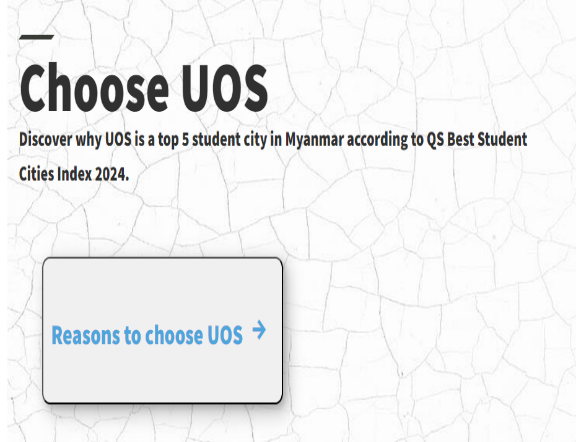 Choose UOS
Discover why UOS is a top 5 student city in Myanmar according to QS Best Student
Cities Index 2024.
Reasons to choose UOS →